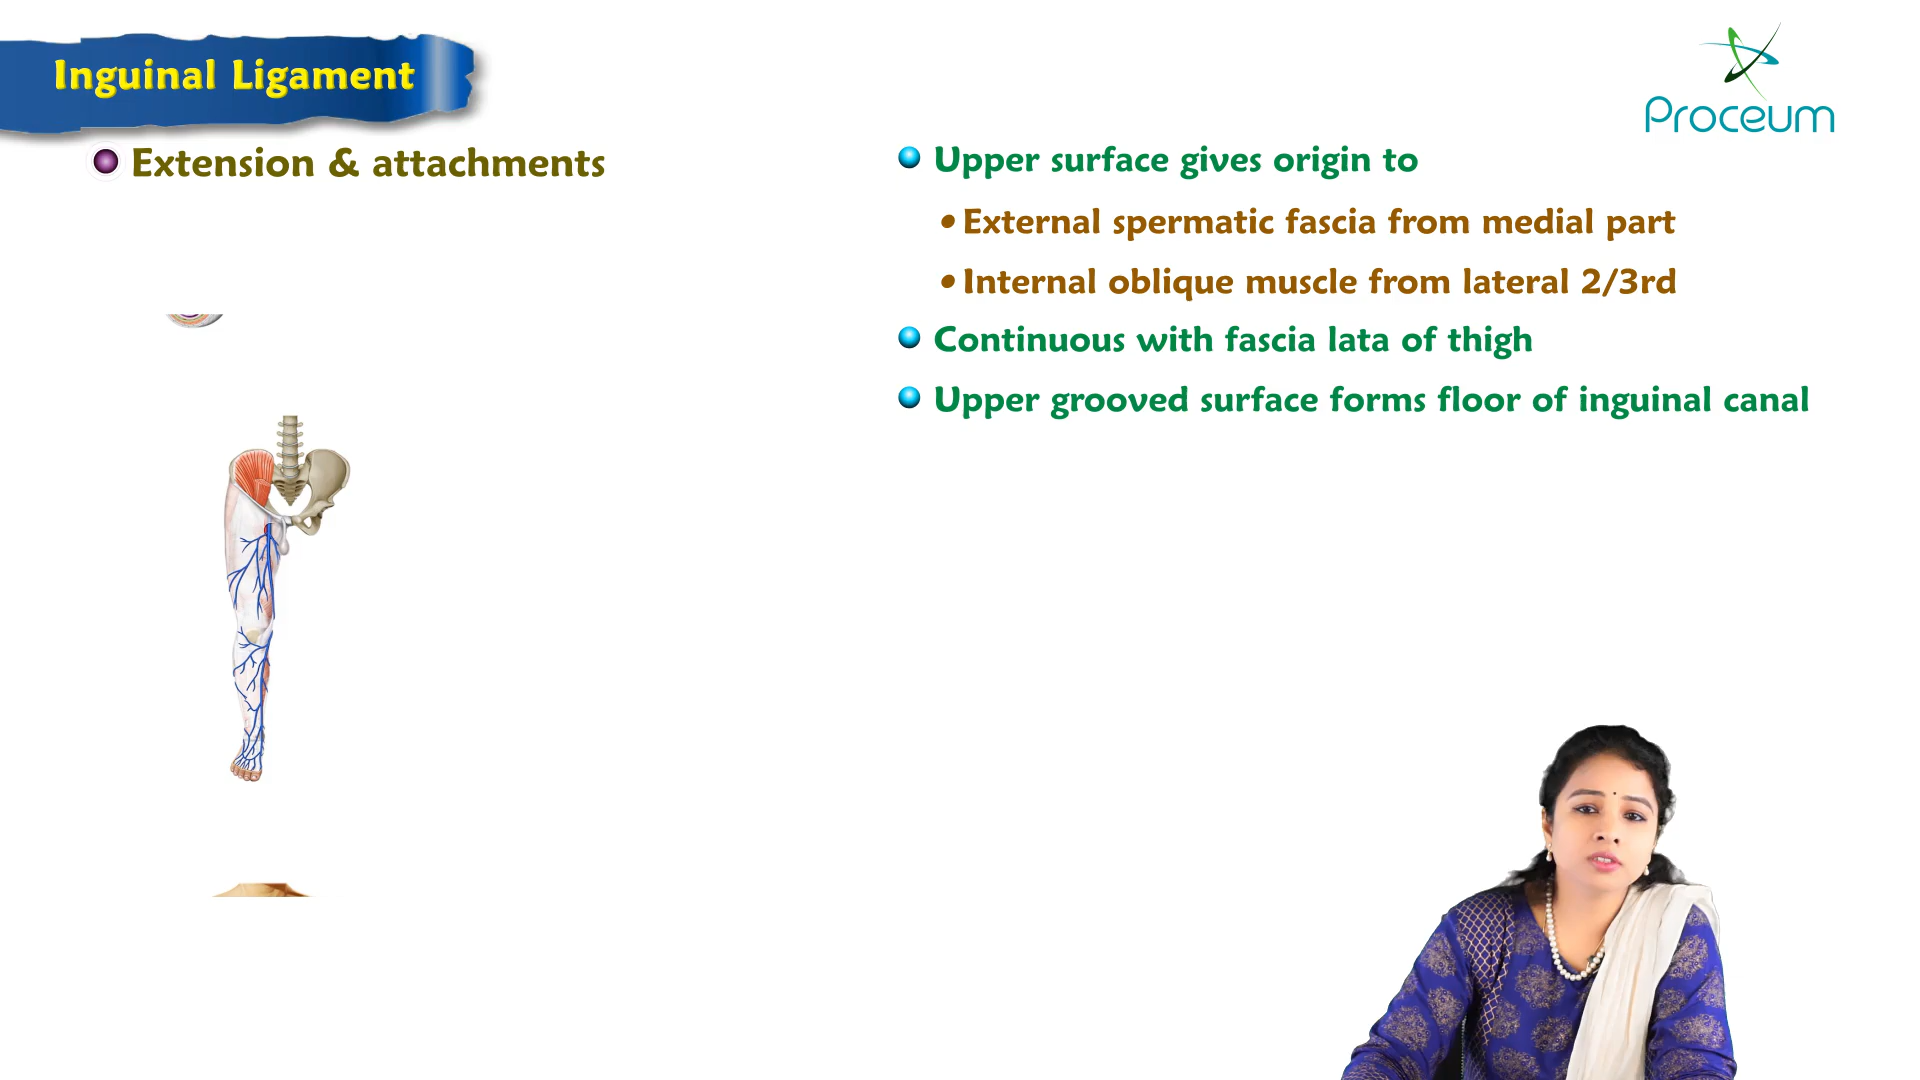 Inguinal Ligament
Proceum
Extension & attachments
Upper surface gives origin to
• External spermatic fascia from medial part
• Internal oblique muscle from lateral 2/3rd
Continuous with fascia lata of thigh
Upper grooved surface forms floor of inguinal canal